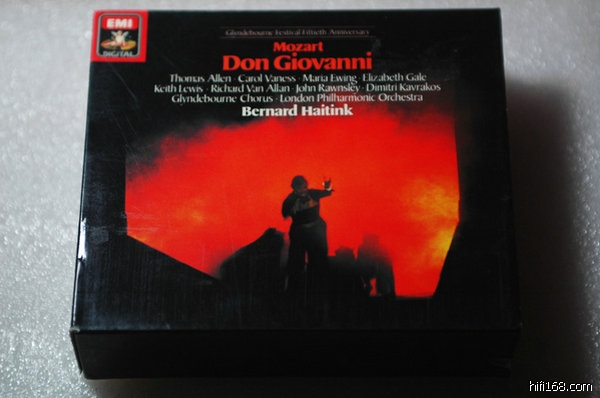 EMI
DIGITAL
Glyndebourne Festival Fiftieth Anniversary
Mozart
Don Giovanni
Thomas Allen · Carol Vaness · Maria Ewing · Elizabeth Gale
Keith Lewis · Richard Van Allan · John Rawnsley · Dimitri Kavrakos
Glyndebourne Chorus · London Philharmonic Orchestra
Bernard Haitink
hifi168.com